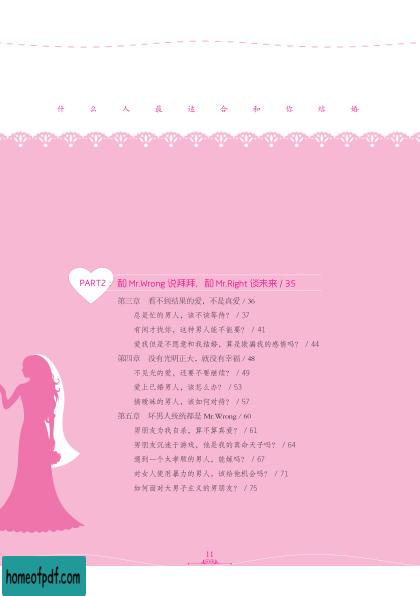 什么人最适合和你结婚
PART2：和Mr.Wrong说拜拜，和Mr.Right谈未来 / 35
第三章 看不到结果的爱，不是真爱 / 36
总是忙的男人，该不该等待？ / 37
有闲才找你，这种男人能不能要？ / 41
爱我但是不愿意和我结婚，算是欺骗我的感情吗？ / 44
第四章 没有光明正大，就没有幸福 / 48
不见光的爱，还要不要继续？ / 49
爱上已婚男人，该怎么办？ / 53
搞暧昧的男人，该如何对待？ / 57
第五章 坏男人统统都是 Mr.Wrong / 60
男朋友为我自杀，算不算真爱？ / 61
男朋友沉迷于游戏，他是我的真命天子吗？ / 64
遇到一个太孝顺的男人，能嫁吗？ / 67
对女人使用暴力的男人，该给他机会吗？ / 71
如何面对大男子主义的男朋友？ / 75
11
homeofpdf.com